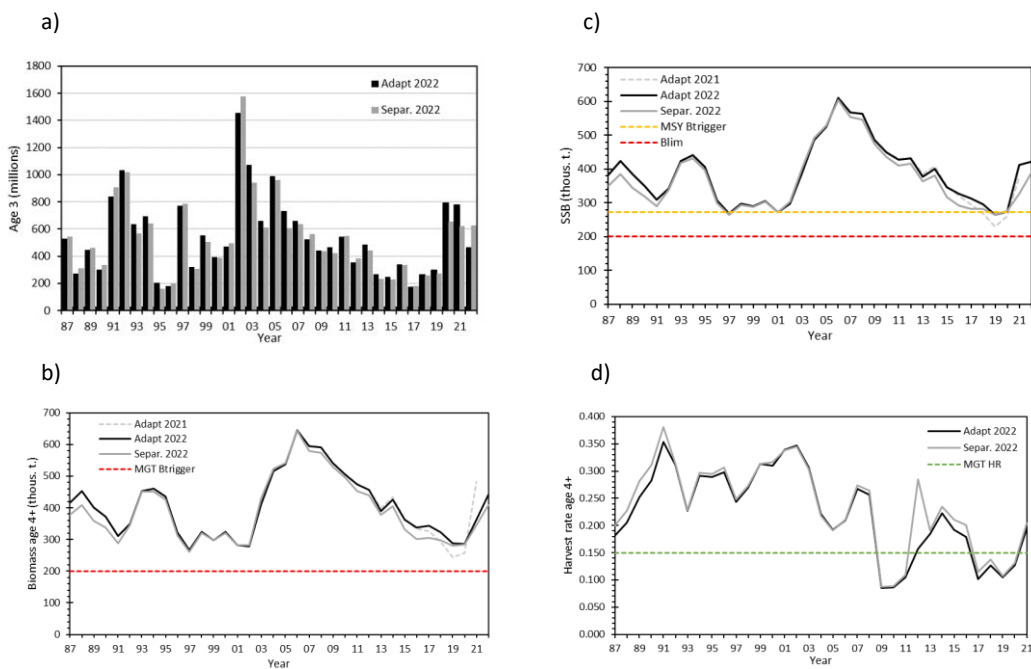 a)
1800
1600
1400
1200
1000
800
600
400
200
0
Age 3 (millions)
Adapt 2022
Separ. 2022
87 89 91 93 95 97 99 01 03 05 07 09 11 13 15 17 19 21
Year
c)
700
600
500
400
300
200
100
0
SSB (thous. t.)
Adapt 2021
Adapt 2022
Separ. 2022
MSY Btrigger
Blim
87 89 91 93 95 97 99 01 03 05 07 09 11 13 15 17 19 21
Year
b)
700
600
500
400
300
200
100
0
Biomass age 4+ (thous. t.)
Adapt 2021
Adapt 2022
Separ. 2022
MGT Btrigger
87 89 91 93 95 97 99 01 03 05 07 09 11 13 15 17 19 21
Year
d)
0.400
0.350
0.300
0.250
0.200
0.150
0.100
0.050
0.000
Harvest rate age 4+
Adapt 2022
Separ. 2022
MGT HR
87 89 91 93 95 97 99 01 03 05 07 09 11 13 15 17 19 21
Year